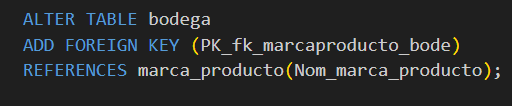 ALTER TABLE bodega
ADD FOREIGN KEY (PK_fk_marcaproducto_bode)
REFERENCES marca_producto(Nom_marca_producto);